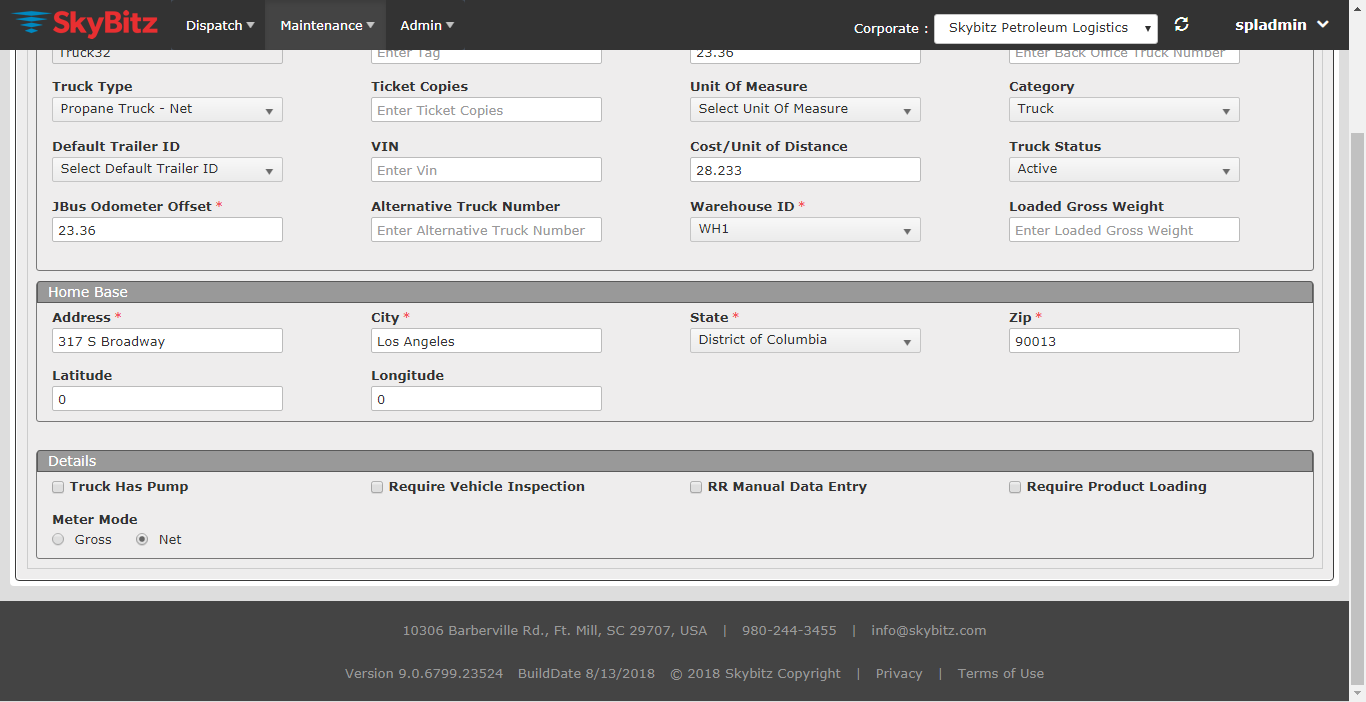 SkyBitz Dispatch Maintenance Admin Corporate : Skybitz Petroleum Logistics spladmin
Truck32 Enter Tag 23.36 Enter Back Office Truck Number
Truck Type Ticket Copies Unit Of Measure Category
Propane Truck - Net Enter Ticket Copies Select Unit Of Measure Truck
Default Trailer ID VIN Cost/Unit of Distance Truck Status
Select Default Trailer ID Enter Vin 28.233 Active
JBus Odometer Offset * Alternative Truck Number Warehouse ID * Loaded Gross Weight
23.36 Enter Alternative Truck Number WH1 Enter Loaded Gross Weight
Home Base
Address * City * State * Zip *
317 S Broadway Los Angeles District of Columbia 90013
Latitude Longitude
0 0
Details
Truck Has Pump Require Vehicle Inspection RR Manual Data Entry Require Product Loading
Meter Mode
Gross Net
10306 Barberville Rd., Ft. Mill, SC 29707, USA | 980-244-3455 | info@skybitz.com
Version 9.0.6799.23524 BuildDate 8/13/2018 © 2018 Skybitz Copyright | Privacy | Terms of Use